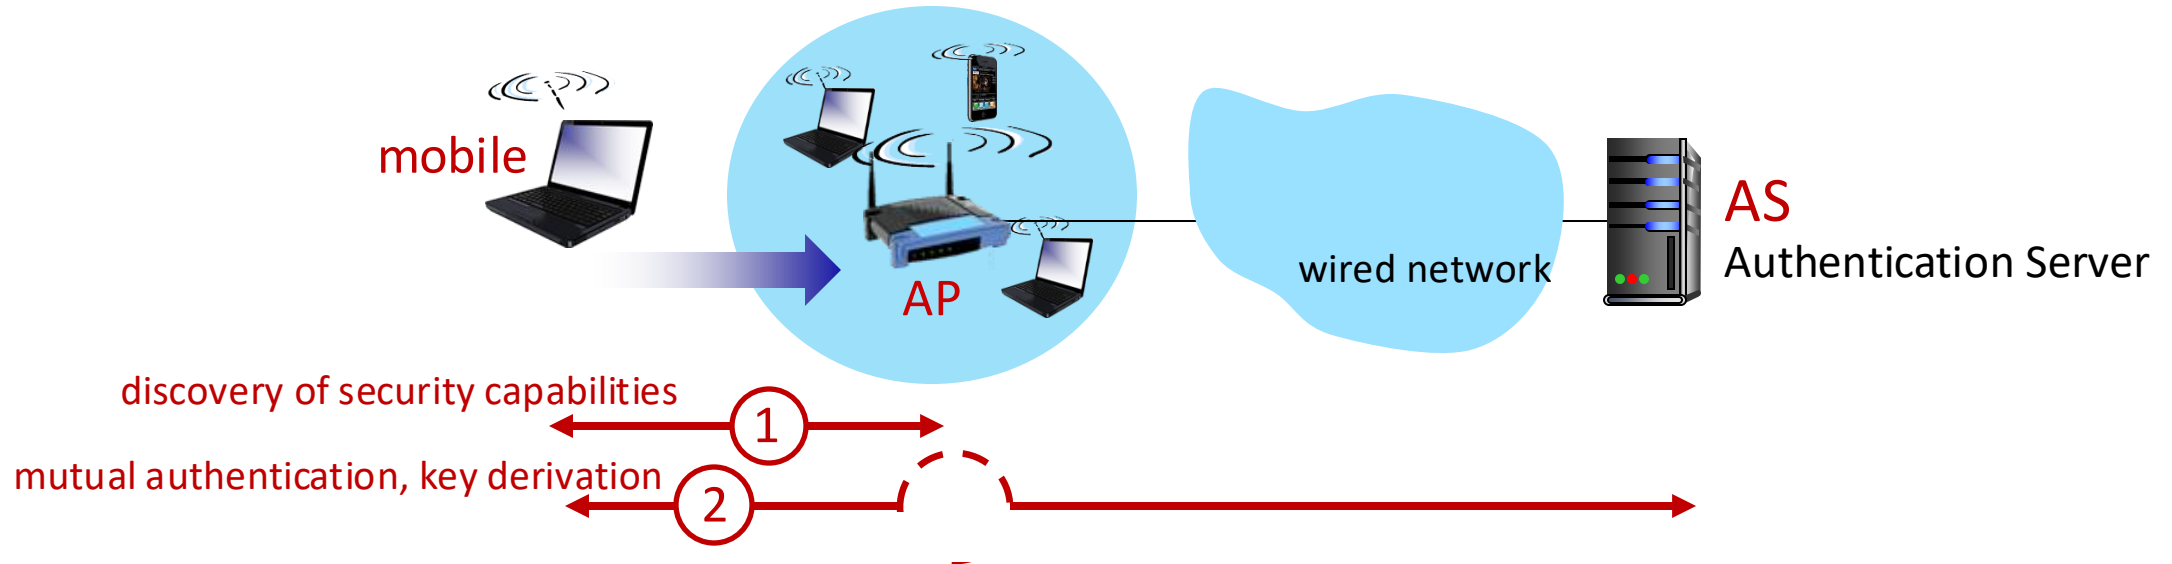 mobile
AP
wired network
AS
Authentication Server
discovery of security capabilities
1
mutual authentication, key derivation
2